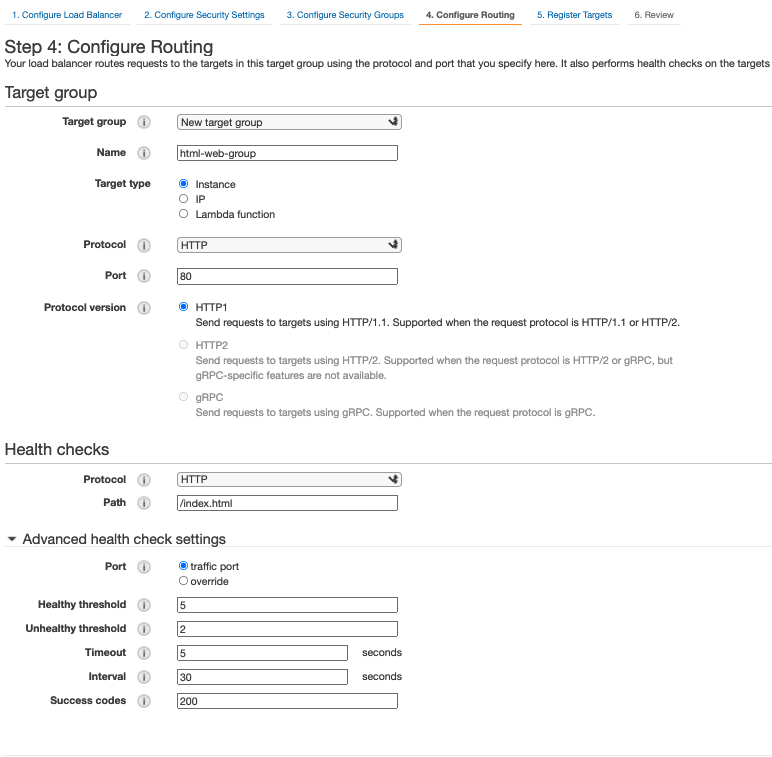 1. Configure Load Balancer 2. Configure Security Settings 3. Configure Security Groups 4. Configure Routing 5. Register Targets 6. Review
Step 4: Configure Routing
Your load balancer routes requests to the targets in this target group using the protocol and port that you specify here. It also performs health checks on the targets
Target group
Target group i New target group
Name i html-web-group
Target type Instance
IP
Lambda function
Protocol i HTTP
Port i 80
Protocol version i HTTP1
Send requests to targets using HTTP/1.1. Supported when the request protocol is HTTP/1.1 or HTTP/2.
HTTP2
Send requests to targets using HTTP/2. Supported when the request protocol is HTTP/2 or gRPC, but
gRPC-specific features are not available.
gRPC
Send requests to targets using gRPC. Supported when the request protocol is gRPC.
Health checks
Protocol i HTTP
Path i /index.html
Advanced health check settings
Port i traffic port
override
Healthy threshold i 5
Unhealthy threshold i 2
Timeout i 5 seconds
Interval i 30 seconds
Success codes i 200